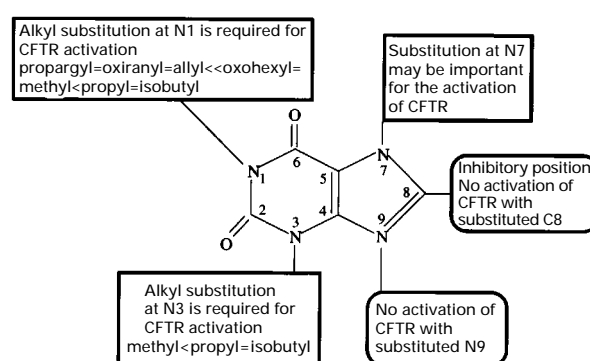 Alkyl substitution at N1 is required for
CFTR activation
propargyl=oxiranyl=allyl<<oxohexyl=
methyl<propyl=isobutyl
Substitution at N7
may be important
for the activation
of CFTR
O
6
N
1
5
N
7
8
Inhibitory position
No activation of
CFTR with
substituted C8
2
O
3
N
4
9
N
Alkyl substitution
at N3 is required for
CFTR activation
methyl<propyl=isobutyl
No activation of
CFTR with
substituted N9